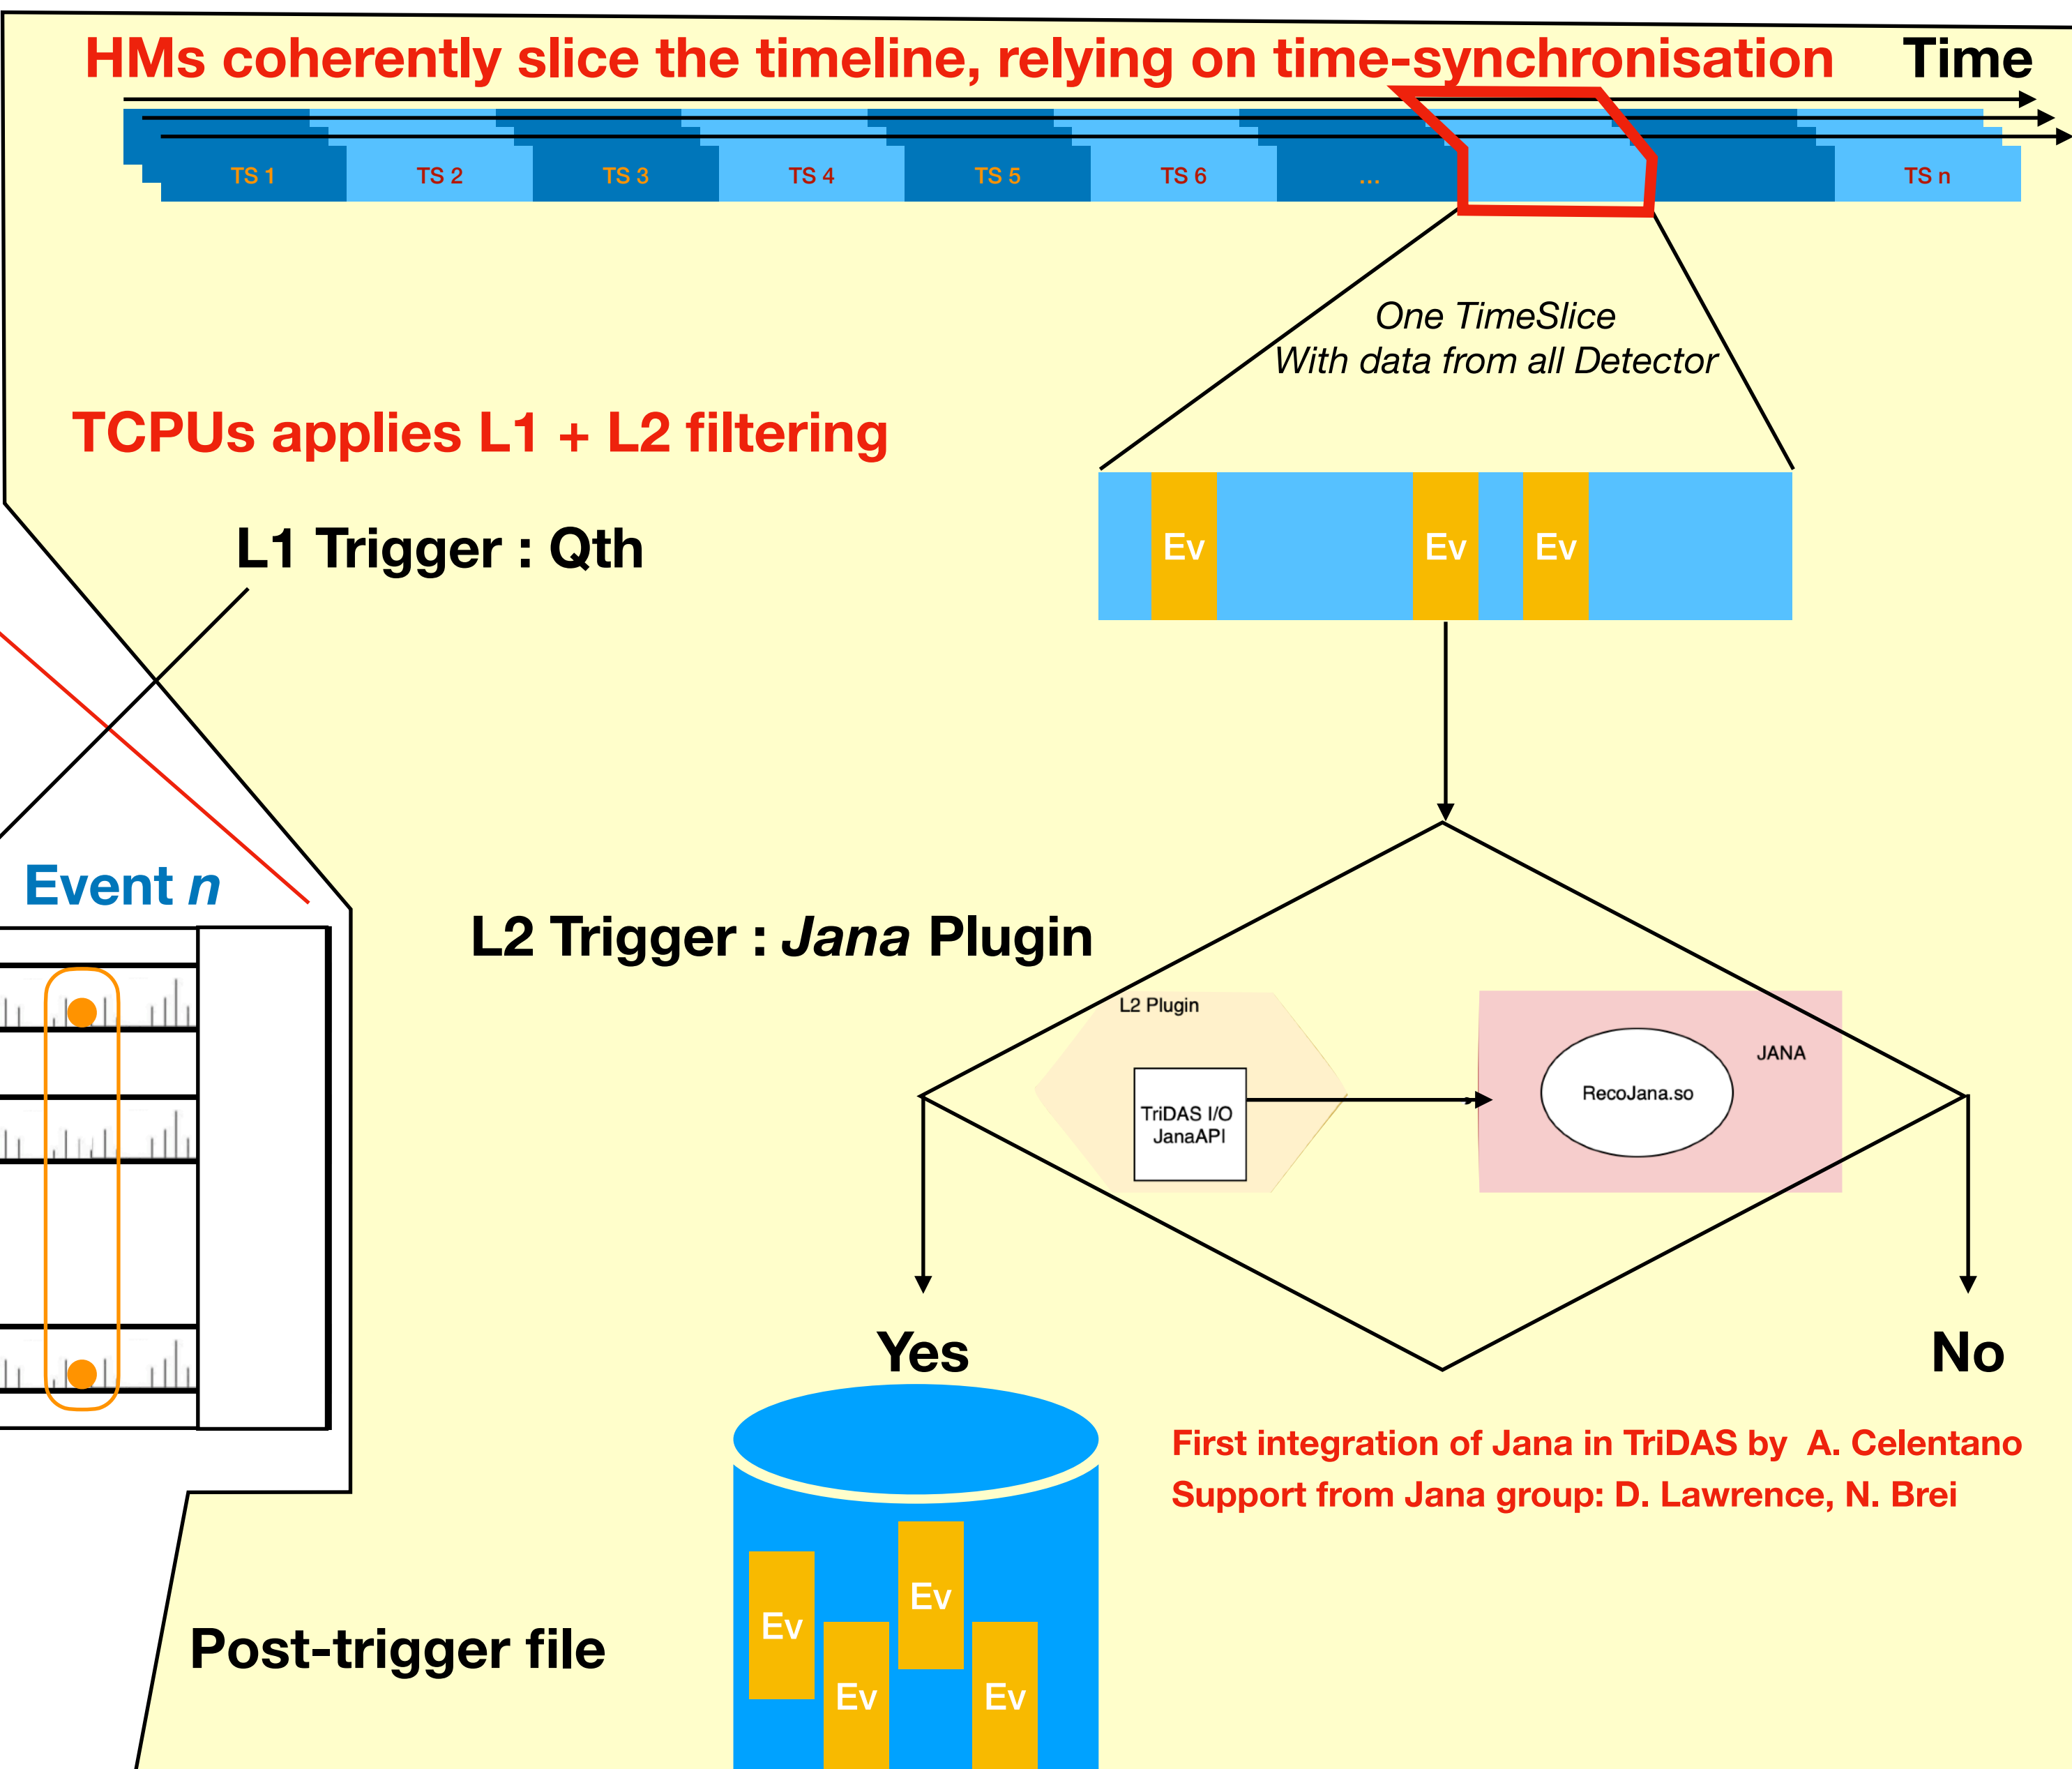 HMs coherently slice the timeline, relying on time-synchronisation
Time
TS 1
TS 2
TS 3
TS 4
TS 5
TS 6
...
TS n
One TimeSlice
With data from all Detector
TCPUs applies L1 + L2 filtering
L1 Trigger : Qth
Ev
Ev
Ev
Event n
L2 Trigger : Jana Plugin
L2 Plugin
TriDAS I/O
JanaAPI
JANA
RecoJana.so
Yes
No
First integration of Jana in TriDAS by  A. Celentano
Support from Jana group: D. Lawrence, N. Brei
Post-trigger file
Ev
Ev
Ev
Ev